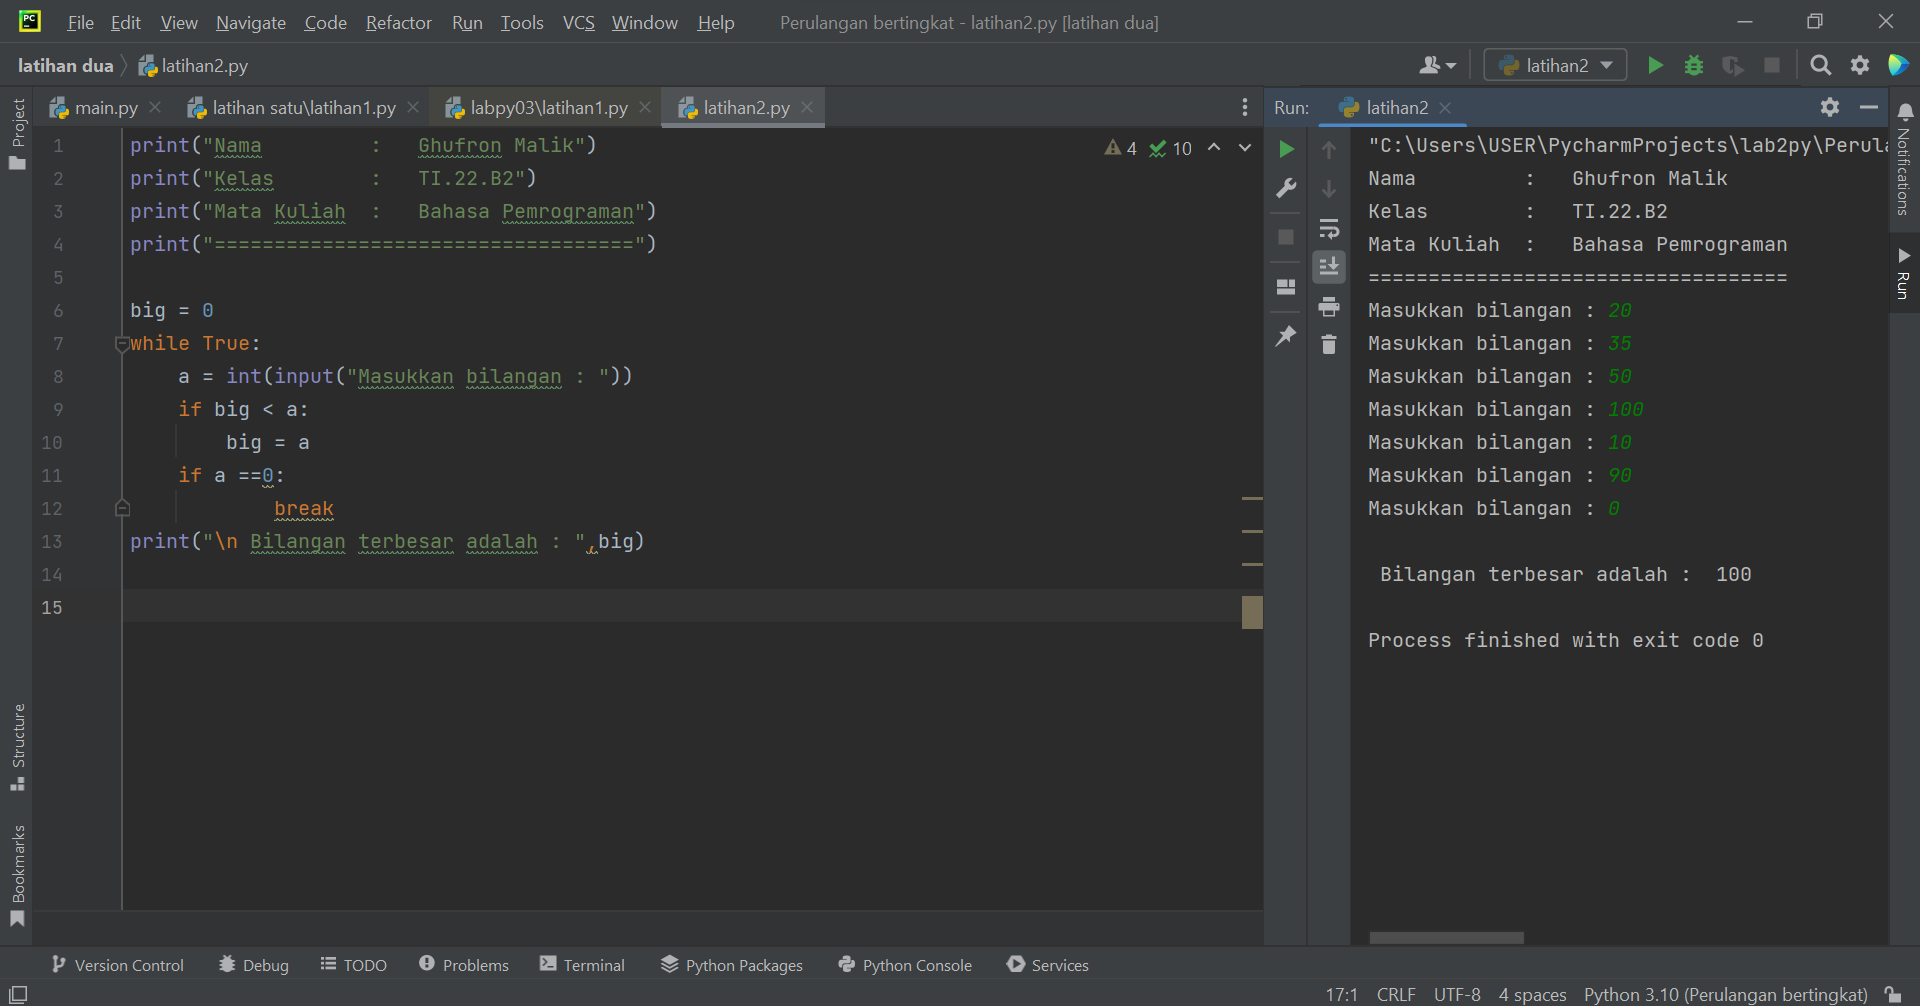 PC File Edit View Navigate Code Refactor Run Tools VCS Window Help Perulangan bertingkat - latihan2.py [latihan dua]
latihan dua latihan2.py latihan2
Project
Structure
Bookmarks
main.py latihan satu\latihan1.py labpy03\latihan1.py latihan2.py
4 10
1 print("Nama         :   Ghufron Malik")
2 print("Kelas        :   TI.22.B2")
3 print("Mata Kuliah  :   Bahasa Pemrograman")
4 print("===================================")
5
6 big = 0
7 while True:
8     a = int(input("Masukkan bilangan : "))
9     if big < a:
10         big = a
11     if a ==0:
12             break
13 print("\n Bilangan terbesar adalah : ",big)
14
15
Run: latihan2
"C:\Users\USER\PycharmProjects\lab2py\Perula
Nama         :   Ghufron Malik
Kelas        :   TI.22.B2
Mata Kuliah  :   Bahasa Pemrograman
===================================
Masukkan bilangan : 20
Masukkan bilangan : 35
Masukkan bilangan : 50
Masukkan bilangan : 100
Masukkan bilangan : 10
Masukkan bilangan : 90
Masukkan bilangan : 0
 Bilangan terbesar adalah :  100
Process finished with exit code 0
Notifications
Run
Version Control Debug TODO Problems Terminal Python Packages Python Console Services
17:1 CRLF UTF-8 4 spaces Python 3.10 (Perulangan bertingkat)